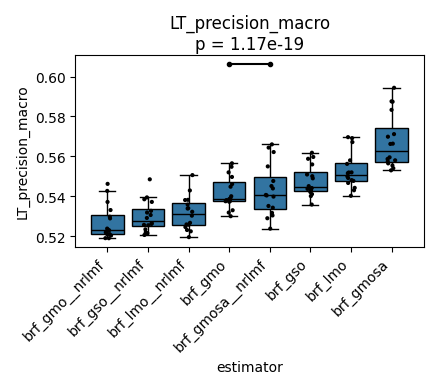 LT_precision_macro
p = 1.17e-19
LT_precision_macro
0.60
0.58
0.56
0.54
0.52
brf_gmo__nrlmf
brf_gso__nrlmf
brf_lmo__nrlmf
brf_gmo
brf_gmosa__nrlmf
brf_gso
brf_lmo
brf_gmosa
estimator